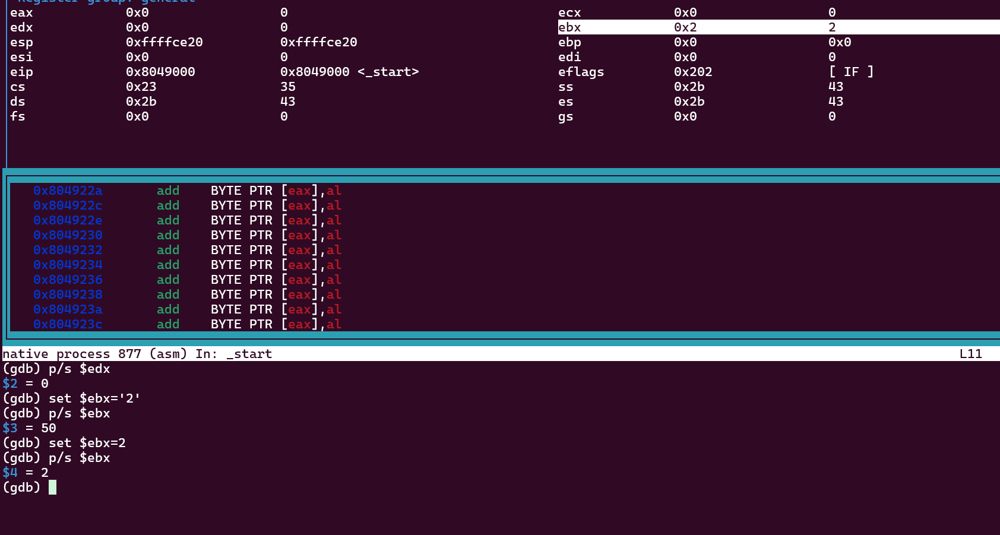 Register group: general
eax 0x0 0 ecx 0x0 0
edx 0x0 0 ebx 0x2 2
esp 0xffffce20 0xffffce20 ebp 0x0 0x0
esi 0x0 0 edi 0x0 0
eip 0x8049000 0x8049000 <_start> eflags 0x202 [ IF ]
cs 0x23 35 ss 0x2b 43
ds 0x2b 43 es 0x2b 43
fs 0x0 0 gs 0x0 0
0x804922a add BYTE PTR [eax],al
0x804922c add BYTE PTR [eax],al
0x804922e add BYTE PTR [eax],al
0x8049230 add BYTE PTR [eax],al
0x8049232 add BYTE PTR [eax],al
0x8049234 add BYTE PTR [eax],al
0x8049236 add BYTE PTR [eax],al
0x8049238 add BYTE PTR [eax],al
0x804923a add BYTE PTR [eax],al
0x804923c add BYTE PTR [eax],al
native process 877 (asm) In: _start L11
(gdb) p/s $edx
$2 = 0
(gdb) set $ebx='2'
(gdb) p/s $ebx
$3 = 50
(gdb) set $ebx=2
(gdb) p/s $ebx
$4 = 2
(gdb)